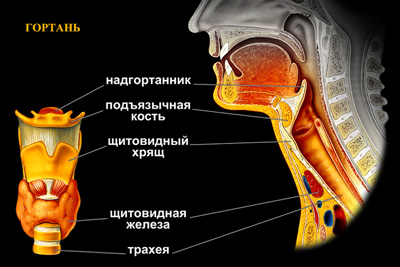 ГОРТАНЬ
надгортанник
подъязычная
кость
щитовидный
хрящ
щитовидная
железа
трахея